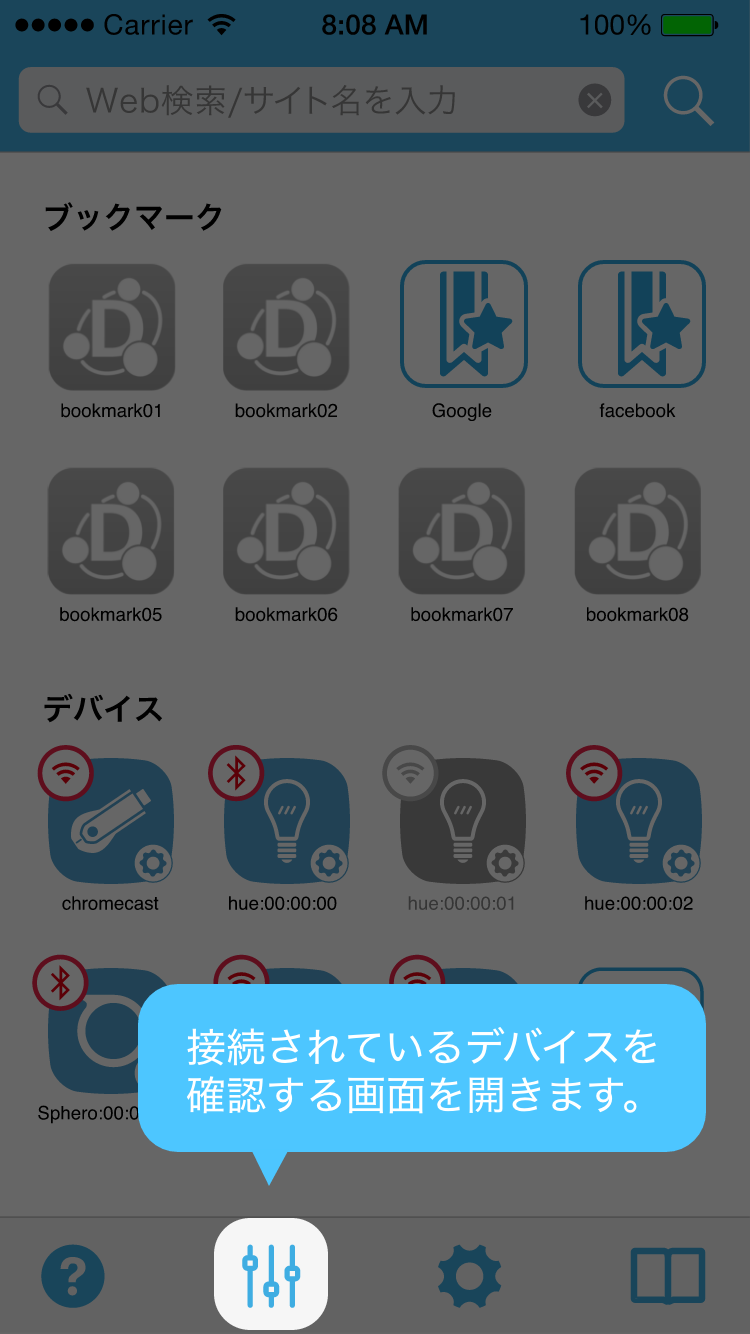 Carrier 8:08 AM 100%
Web検索/サイト名を入力
ブックマーク
bookmark01 bookmark02 Google facebook
bookmark05 bookmark06 bookmark07 bookmark08
デバイス
chromecast hue:00:00:00 hue:00:00:01 hue:00:00:02
接続されているデバイスを
確認する画面を開きます。
Sphero:00:0